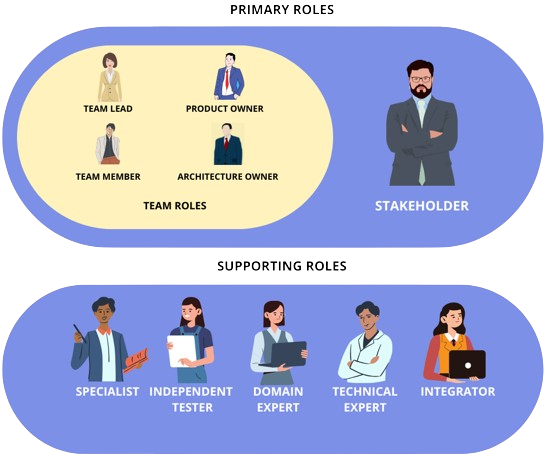 PRIMARY ROLES
TEAM LEAD
PRODUCT OWNER
TEAM MEMBER
ARCHITECTURE OWNER
TEAM ROLES
STAKEHOLDER
SUPPORTING ROLES
SPECIALIST
INDEPENDENT
TESTER
DOMAIN
EXPERT
TECHNICAL
EXPERT
INTEGRATOR